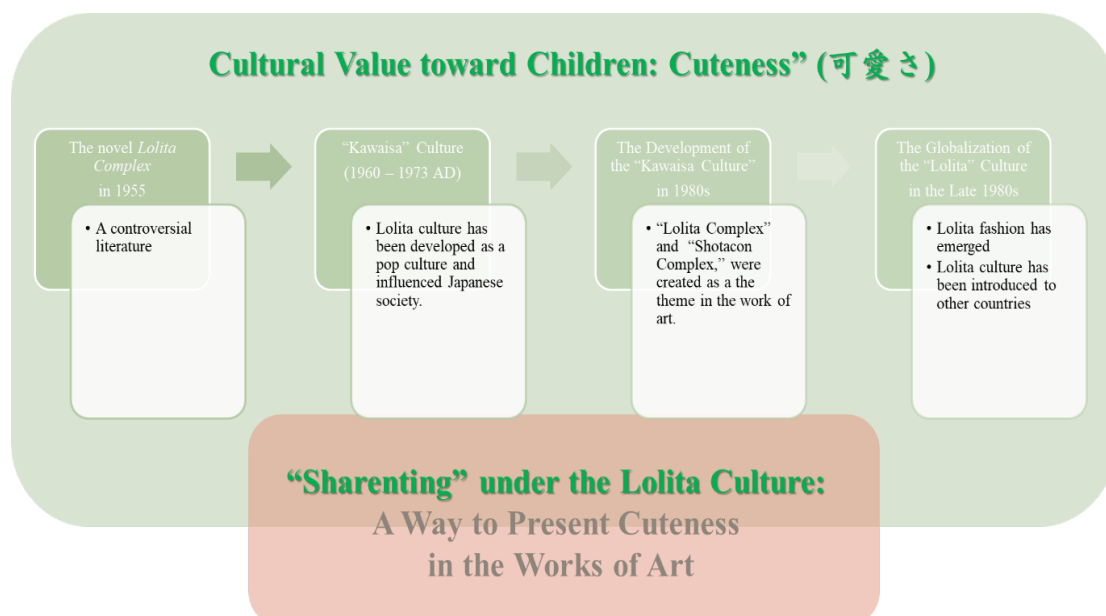 Cultural Value toward Children: Cuteness” (可愛さ)
The novel Lolita
Complex
in 1955
• A controversial
literature
“Kawaisa” Culture
(1960 – 1973 AD)
• Lolita culture has
been developed as a
pop culture and
influenced Japanese
society.
The Development of
the “Kawaisa Culture”
in 1980s
• “Lolita Complex”
and “Shotacon
Complex,” were
created as a the
theme in the work of
art.
The Globalization of
the “Lolita” Culture
in the Late 1980s
• Lolita fashion has
emerged
• Lolita culture has
been introduced to
other countries
“Sharenting” under the Lolita Culture:
A Way to Present Cuteness
in the Works of Art